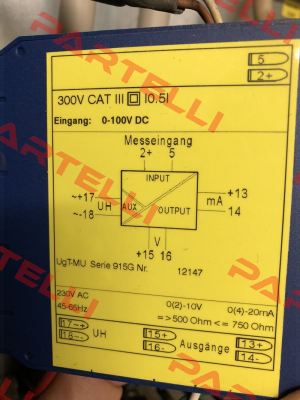 5
2+
300V CAT III I0.5I
Eingang: 0-100V DC
Messeingang
2+ 5
INPUT
~+17 UH AUX OUTPUT mA +13
~-18 14
V
+15 16
UgT-MU Serie 915G Nr. 12147
230V AC 0(2)-10V 0(4)-20mA
45-65Hz =>500 Ohm <= 750 Ohm
17~+ UH 15+ Ausgänge 13+
18~- 16- 14-
PARTELLI
PARTELLI
PARTELLI
PARTELLI